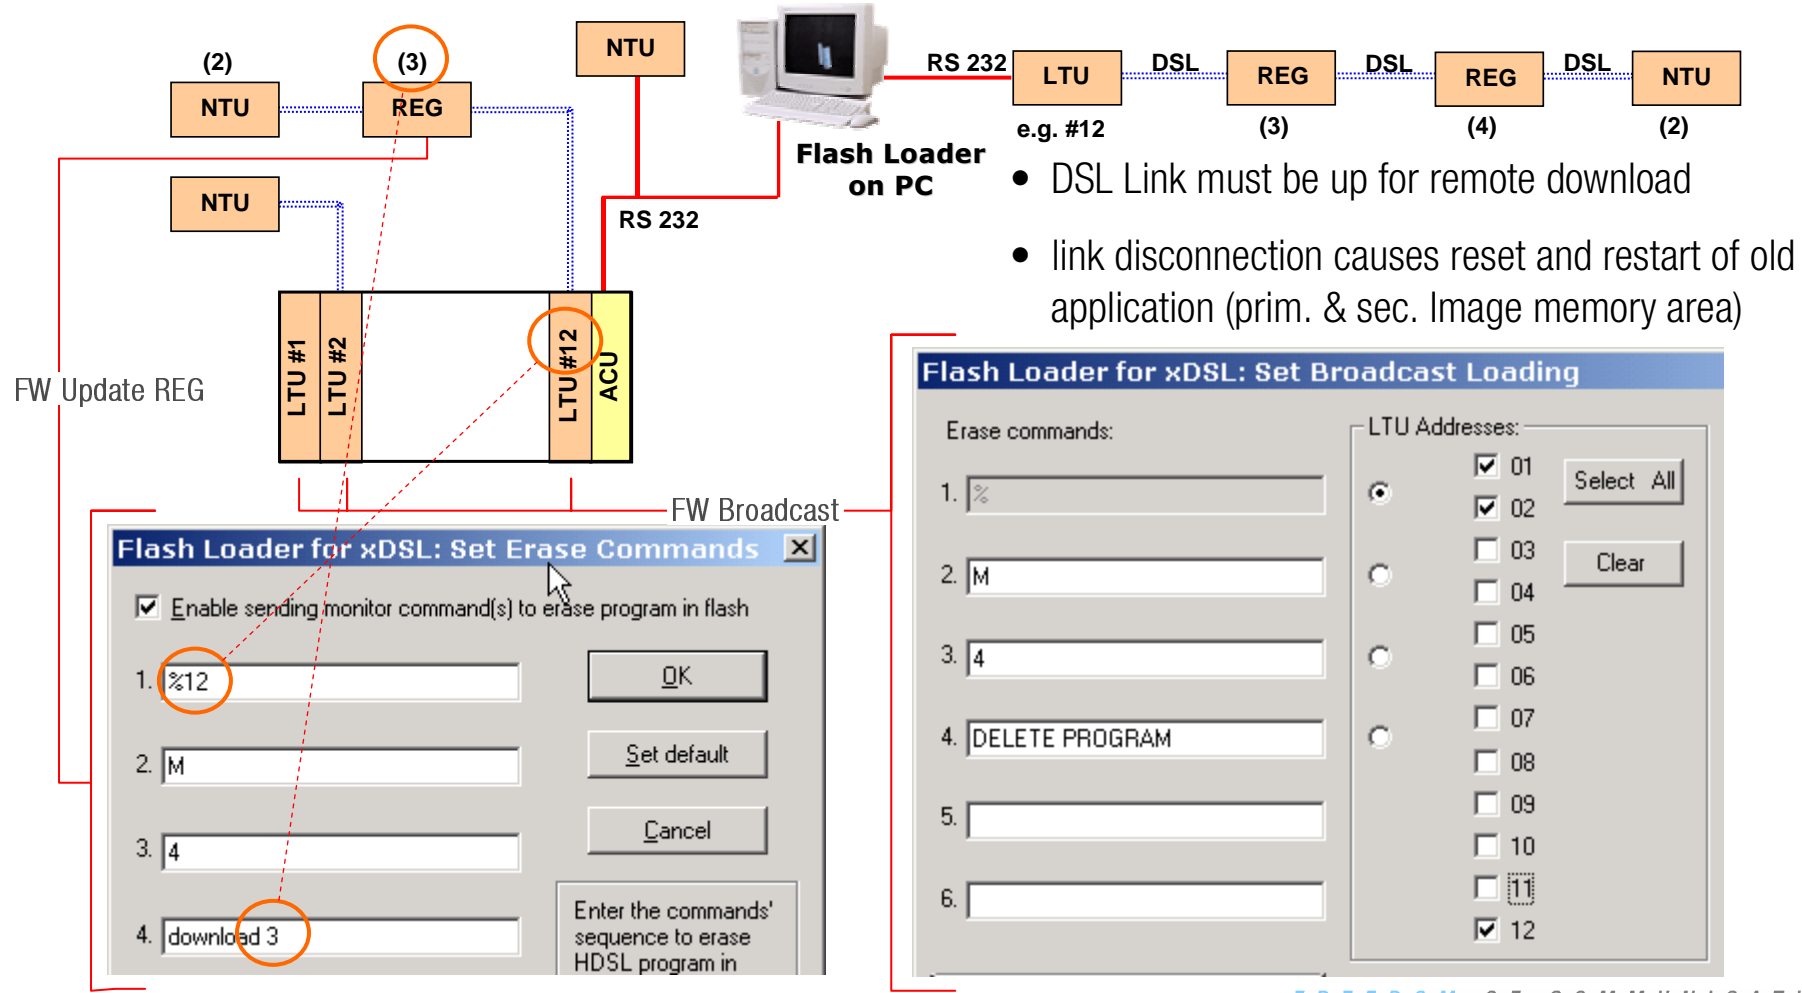 (2)
(3)
NTU
REG
NTU
NTU
RS 232
Flash Loader
on PC
RS 232
LTU
DSL
REG
DSL
REG
DSL
NTU
e.g. #12
(3)
(4)
(2)
• DSL Link must be up for remote download
• link disconnection causes reset and restart of old
application (prim. & sec. Image memory area)
LTU #1
LTU #2
LTU #12
ACU
FW Update REG
FW Broadcast
Flash Loader for xDSL: Set Erase Commands
Enable sending monitor command(s) to erase program in flash
1. %12
2. M
3. 4
4. download 3
OK
Set default
Cancel
Enter the commands'
sequence to erase
HDSL program in
Flash Loader for xDSL: Set Broadcast Loading
Erase commands:
1. %
2. M
3. 4
4. DELETE PROGRAM
5.
6.
LTU Addresses:
01
02
03
04
05
06
07
08
09
10
11
12
Select All
Clear